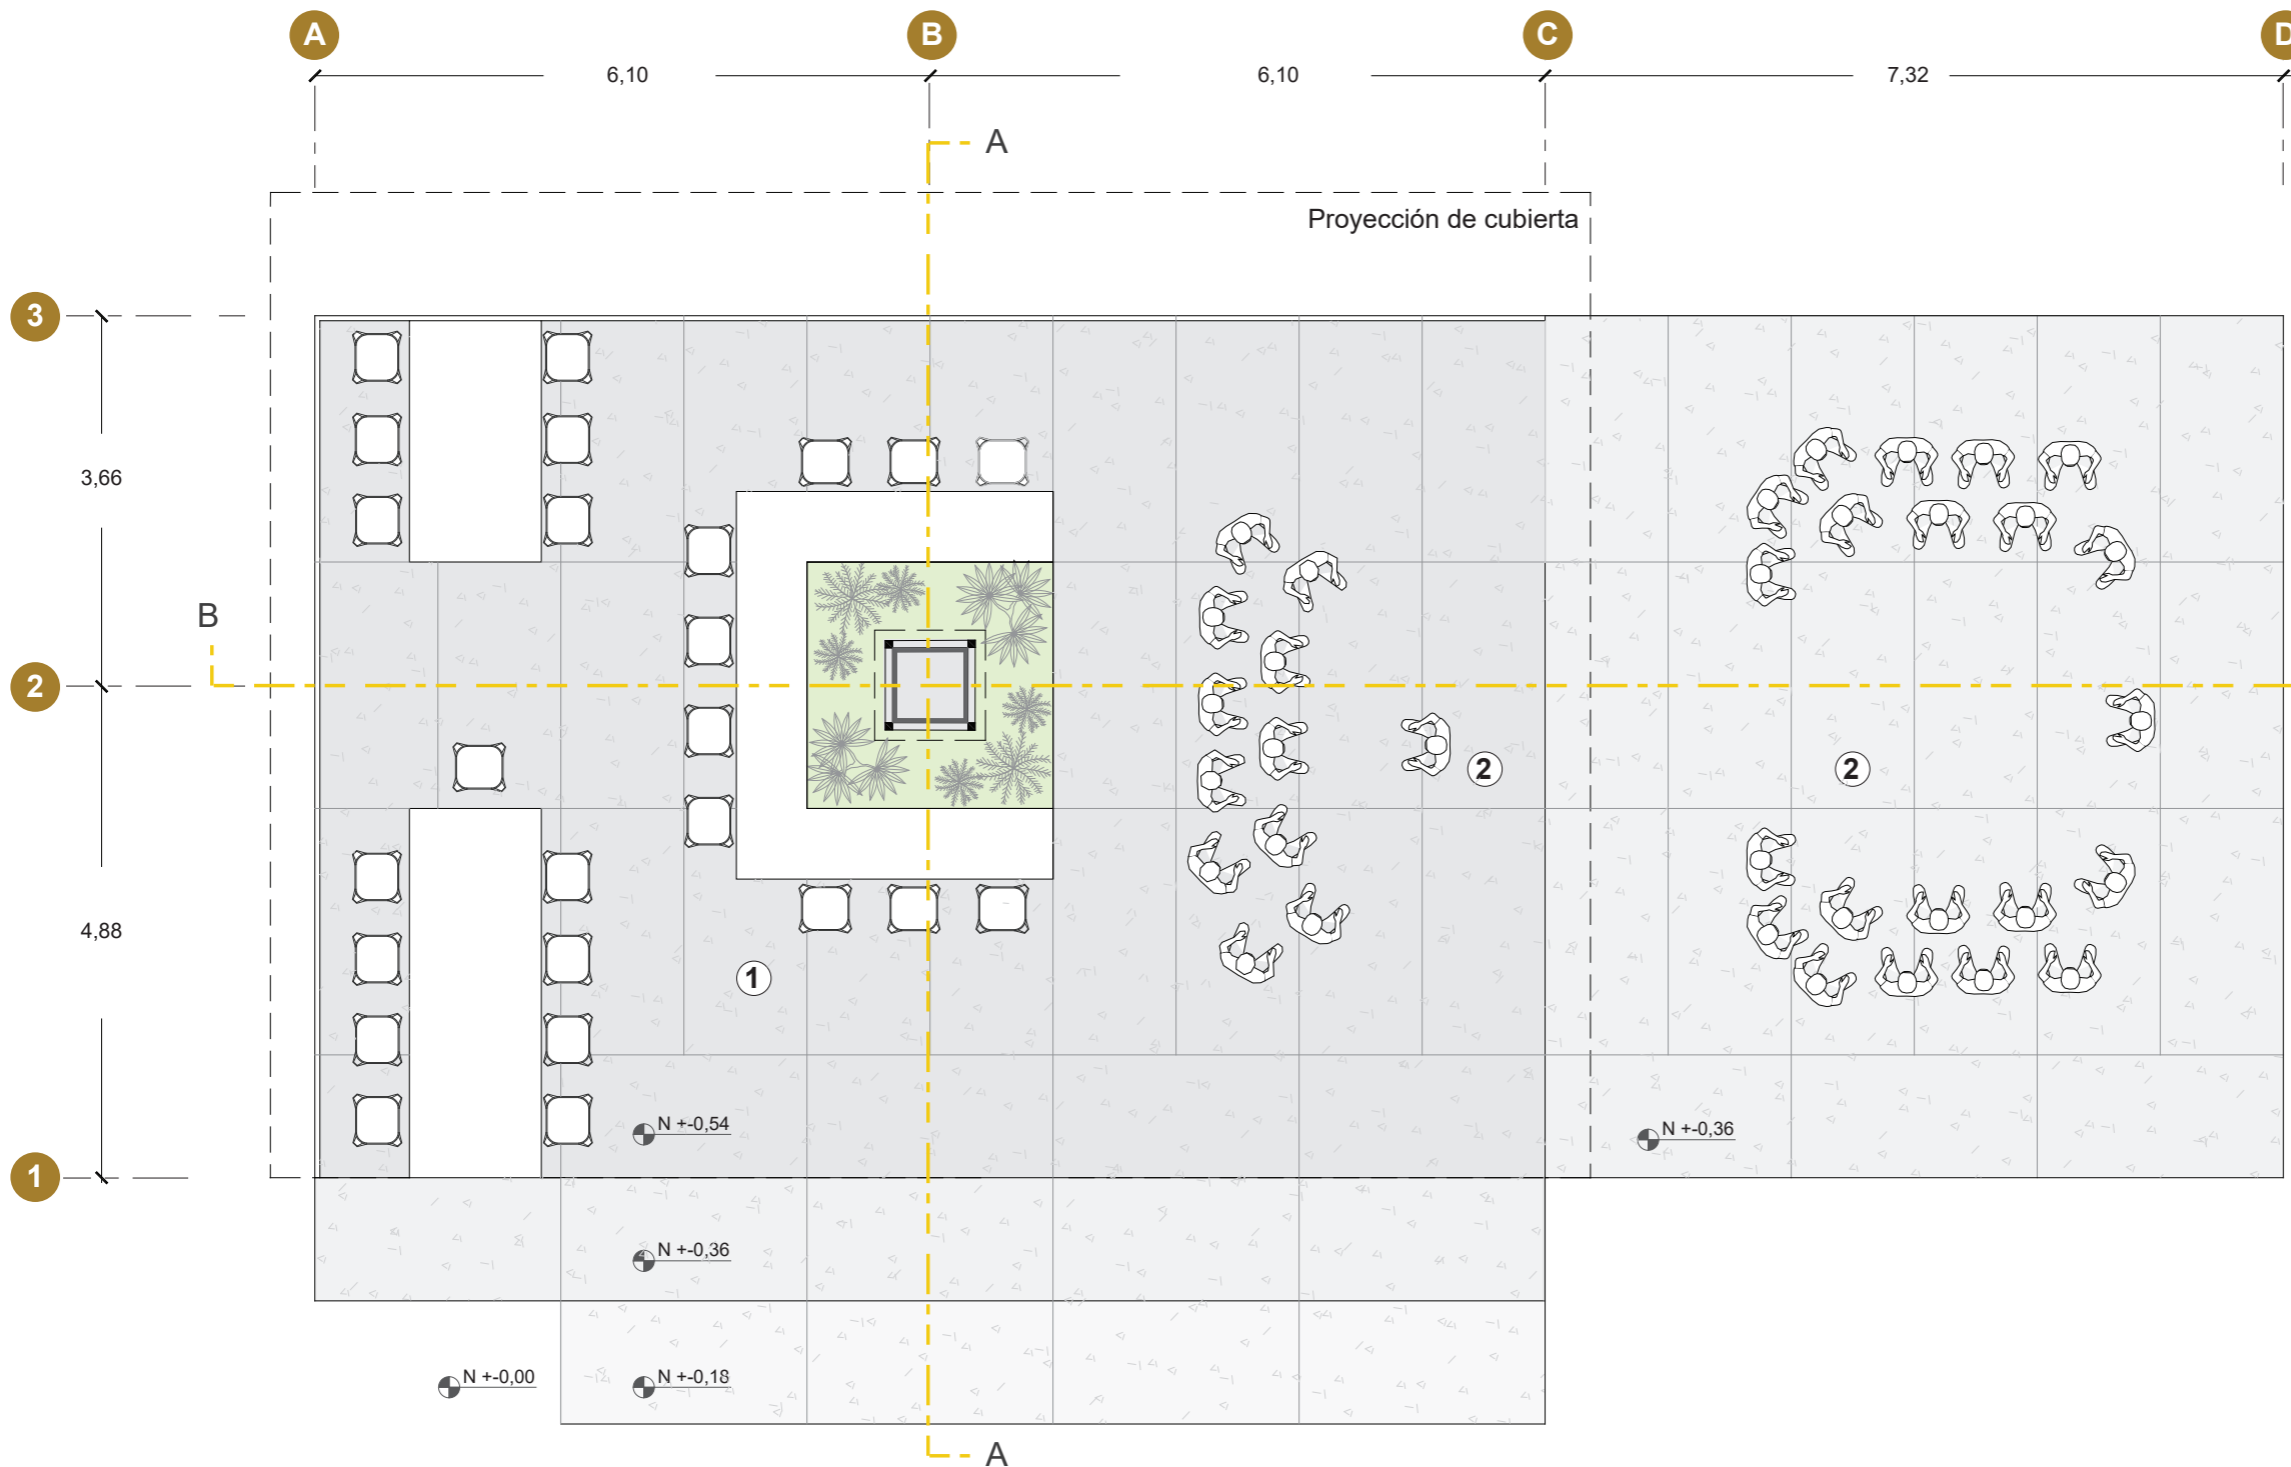 A
B
C
D
6,10
6,10
7,32
A
Proyección de cubierta
3
3,66
B
2
2
2
4,88
1
N +-0,54
N +-0,36
1
N +-0,36
N +-0,00
N +-0,18
A